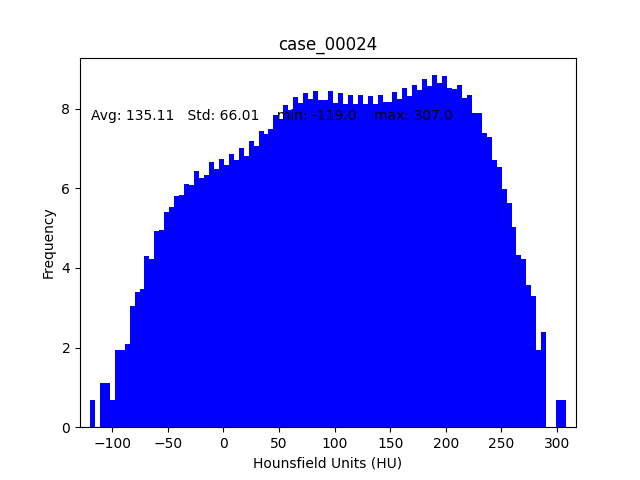 case_00024
Avg: 135.11 Std: 66.01 min: -119.0 max: 307.0
Frequency
8
6
4
2
0
−100 −50 0 50 100 150 200 250 300
Hounsfield Units (HU)